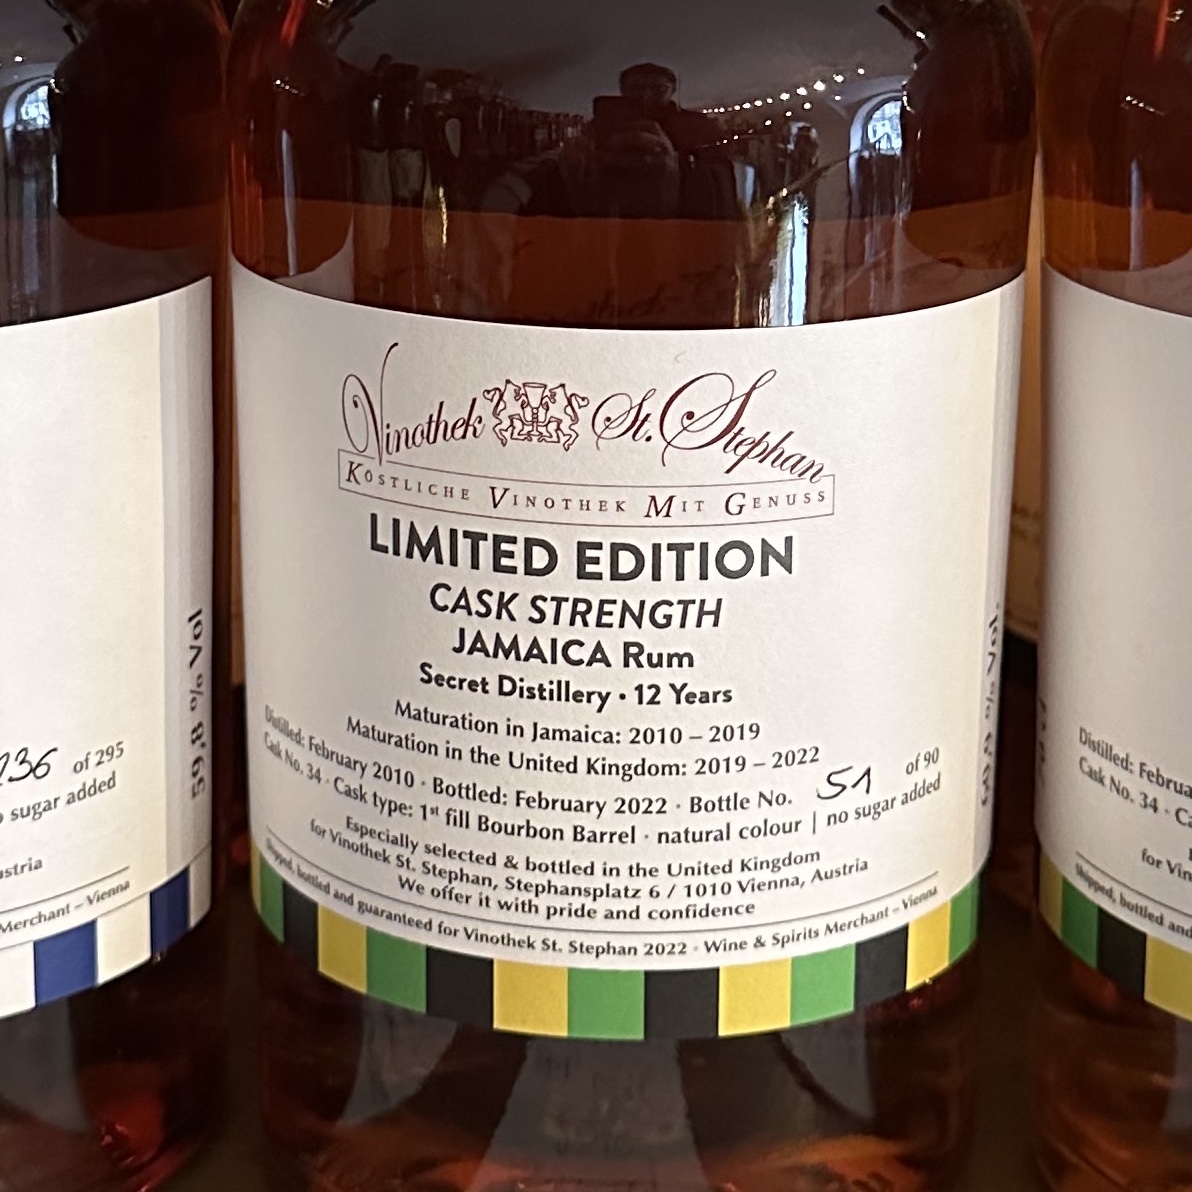 Vinothek St. Stephan
KÖSTLICHE VINOTHEK MIT GENUSS
LIMITED EDITION
CASK STRENGTH
JAMAICA Rum
Secret Distillery · 12 Years
Maturation in Jamaica: 2010 – 2019
Maturation in the United Kingdom: 2019 – 2022
Distilled: February 2010 · Bottled: February 2022 · Bottle No. 51 of 90
Cask No. 34 · Cask type: 1st fill Bourbon Barrel · natural colour | no sugar added
Especially selected & bottled in the United Kingdom
for Vinothek St. Stephan, Stephansplatz 6 / 1010 Vienna, Austria
We offer it with pride and confidence
Shipped, bottled and guaranteed for Vinothek St. Stephan 2022 · Wine & Spirits Merchant – Vienna
% Vol.
236 of 295
sugar added
Merchant – Vienna
59,8 % Vol
Distilled:
Cask No. 34 ·
for
Shipped, bottled and